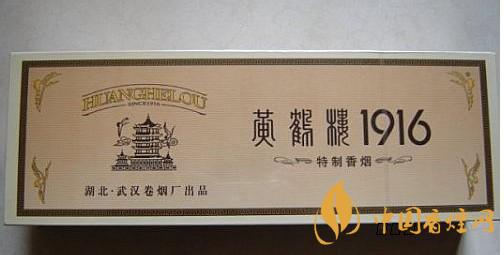 HUANGHELOU
SINCE1916
湖北·武汉卷烟厂出品
黄鹤楼1916
特制香烟
中国香烟网